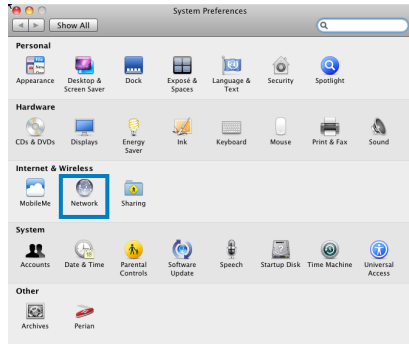 System Preferences
Show All
Personal
Appearance
Desktop &
Screen Saver
Dock
Exposé &
Spaces
Language &
Text
Security
Spotlight
Hardware
CDs & DVDs
Displays
Energy
Saver
Ink
Keyboard
Mouse
Print & Fax
Sound
Internet & Wireless
MobileMe
Network
Sharing
System
Accounts
Date & Time
Parental
Controls
Software
Update
Speech
Startup Disk
Time Machine
Universal
Access
Other
Archives
Perian